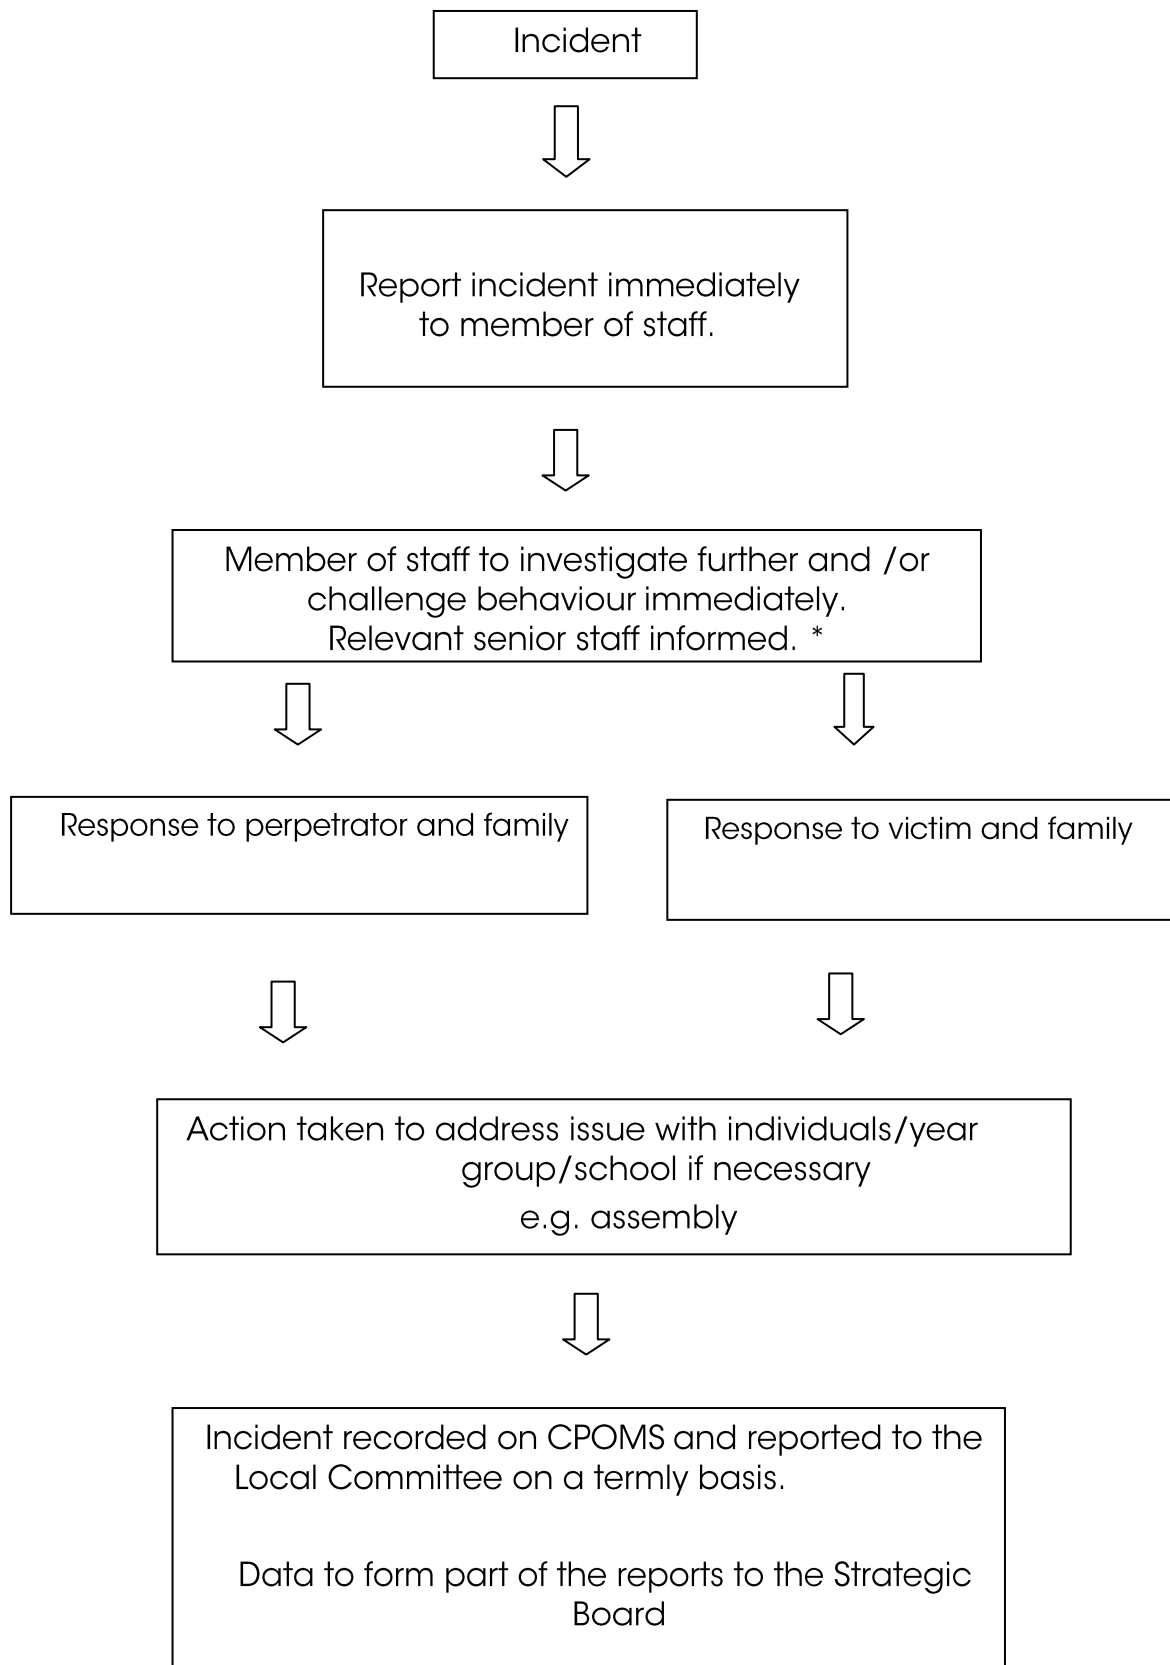 Incident
Report incident immediately
to member of staff.
Member of staff to investigate further and /or
challenge behaviour immediately.
Relevant senior staff informed. *
Response to perpetrator and family
Response to victim and family
Action taken to address issue with individuals/year
group/school if necessary
e.g. assembly
Incident recorded on CPOMS and reported to the
Local Committee on a termly basis.
Data to form part of the reports to the Strategic
Board